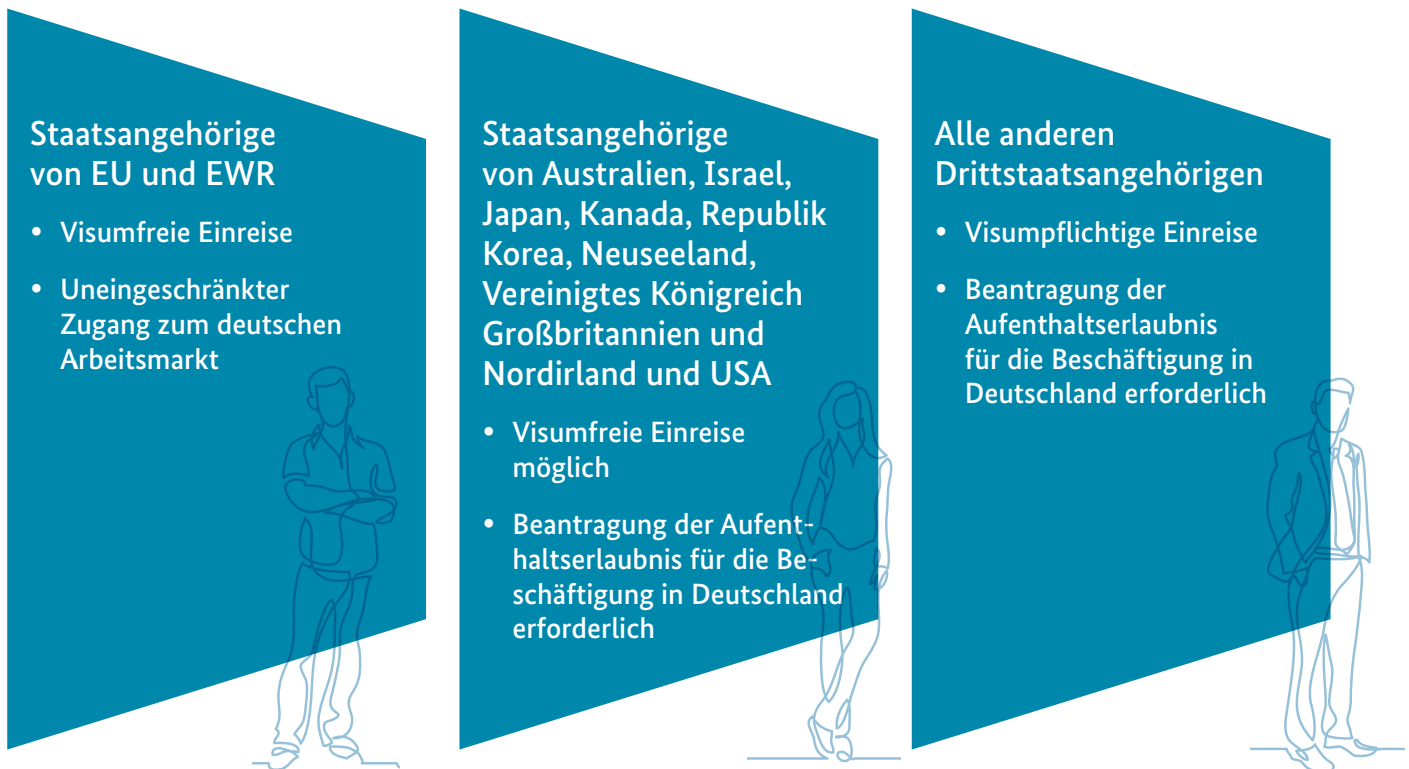 Staatsangehörige
von EU und EWR
• Visumfreie Einreise
• Uneingeschränkter
Zugang zum deutschen
Arbeitsmarkt
Staatsangehörige
von Australien, Israel,
Japan, Kanada, Republik
Korea, Neuseeland,
Vereinigtes Königreich
Großbritannien und
Nordirland und USA
• Visumfreie Einreise
möglich
• Beantragung der Aufent-
haltserlaubnis für die Be-
schäftigung in Deutschland
erforderlich
Alle anderen
Drittstaatsangehörigen
• Visumpflichtige Einreise
• Beantragung der
Aufenthaltserlaubnis
für die Beschäftigung in
Deutschland erforderlich